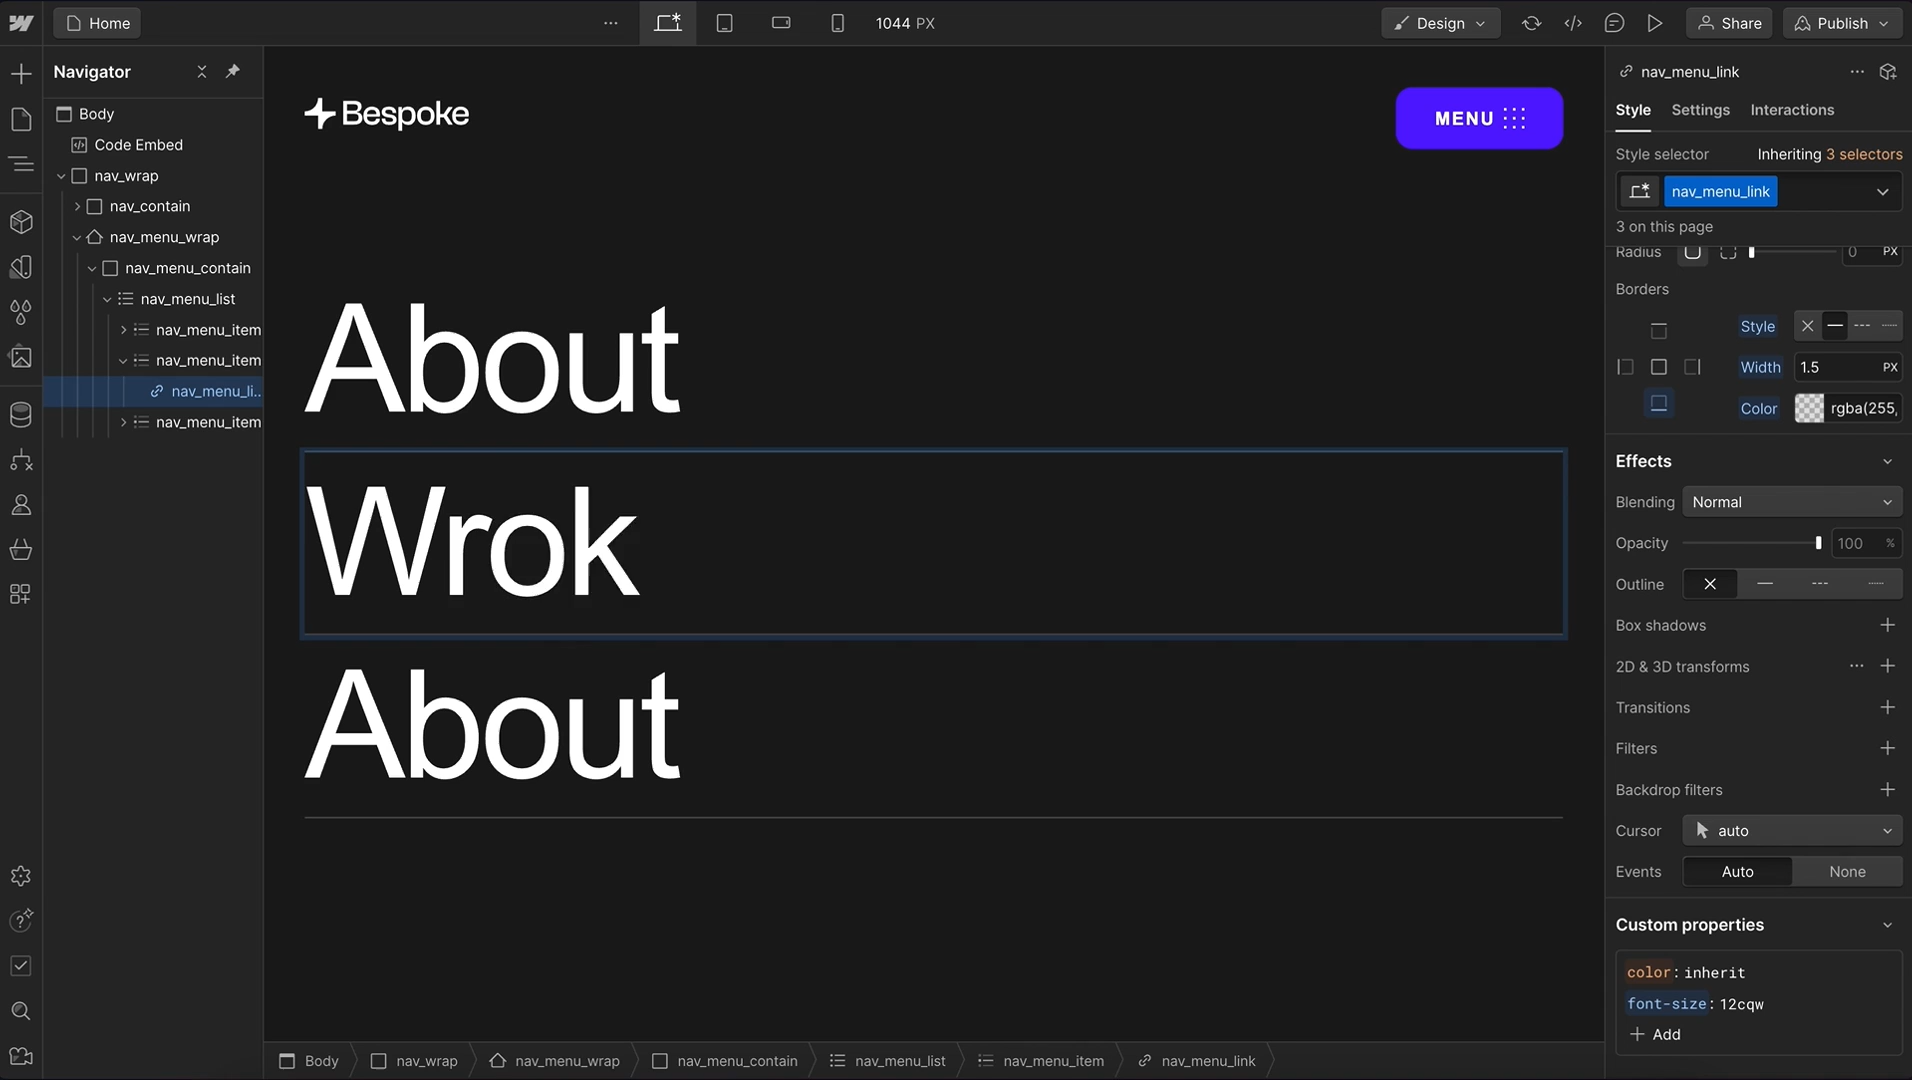 Home
1044 PX
Design
Share
Publish
Navigator
Body
Code Embed
nav_wrap
nav_contain
nav_menu_wrap
nav_menu_contain
nav_menu_list
nav_menu_item
nav_menu_item
nav_menu_li..
nav_menu_item
Bespoke
MENU
About
Wrok
About
Body
nav_wrap
nav_menu_wrap
nav_menu_contain
nav_menu_list
nav_menu_item
nav_menu_link
nav_menu_link
Style Settings Interactions
Style selector Inheriting 3 selectors
nav_menu_link
3 on this page
Radius 0 PX
Borders
Style
Width 1.5 PX
Color rgba(255,
Effects
Blending Normal
Opacity 100 %
Outline
Box shadows
2D & 3D transforms
Transitions
Filters
Backdrop filters
Cursor auto
Events Auto None
Custom properties
color: inherit
font-size: 12cqw
Add